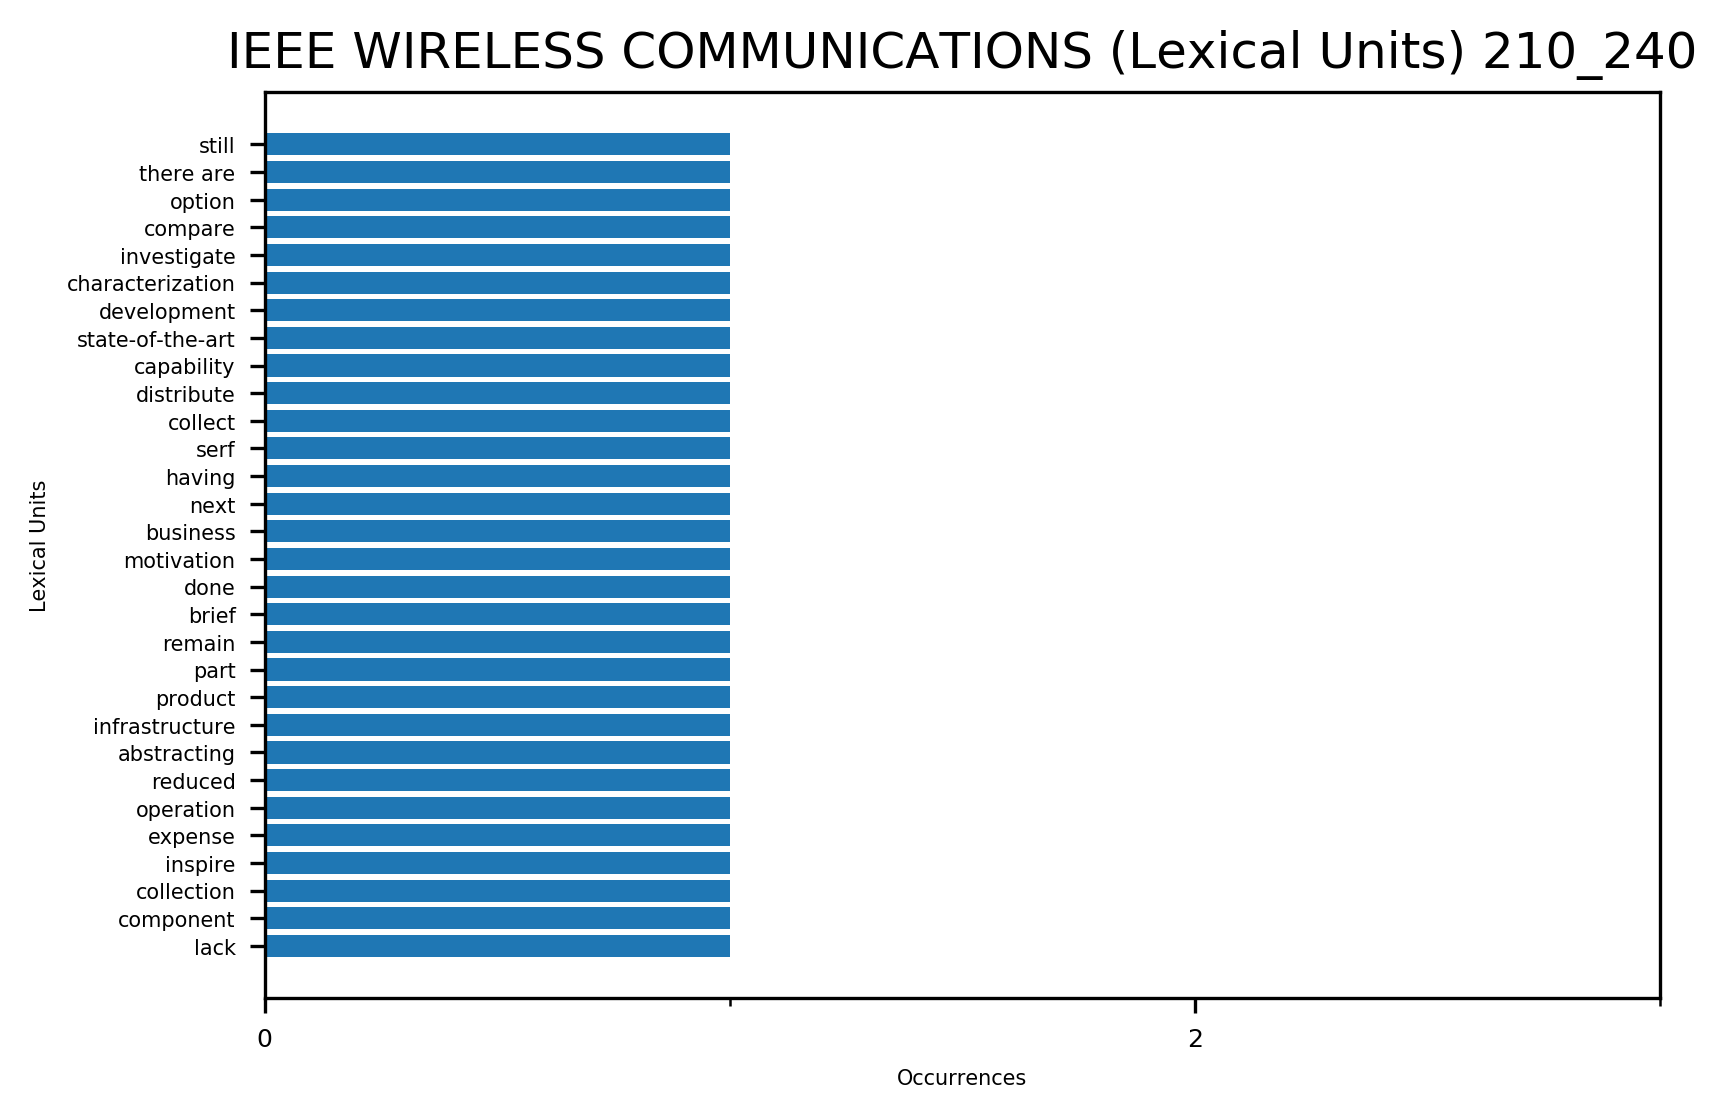 IEEE WIRELESS COMMUNICATIONS (Lexical Units) 210_240
still
there are
option
compare
investigate
characterization
development
state-of-the-art
capability
distribute
collect
serf
having
next
business
motivation
done
brief
remain
part
product
infrastructure
abstracting
reduced
operation
expense
inspire
collection
component
lack
Lexical Units
0
2
Occurrences